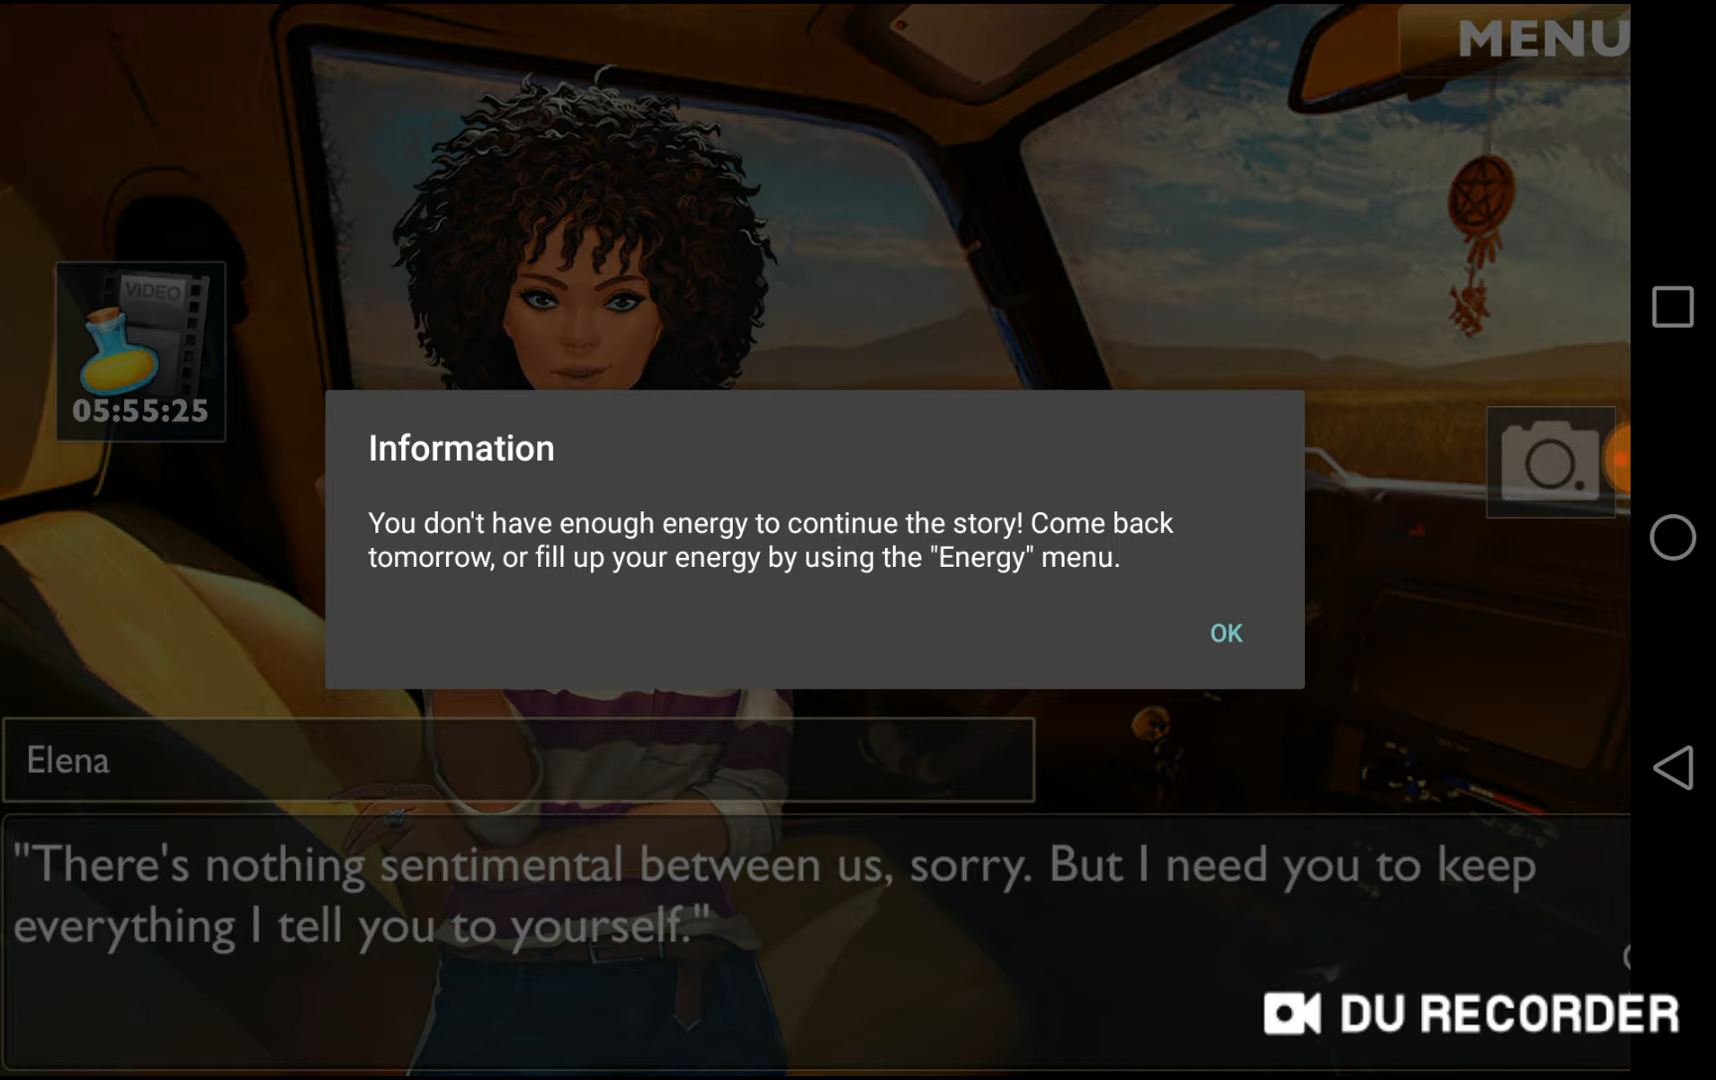 MENU
VIDEO
05:55:25
Information
You don't have enough energy to continue the story! Come back
tomorrow, or fill up your energy by using the "Energy" menu.
OK
Elena
"There's nothing sentimental between us, sorry. But I need you to keep
everything I tell you to yourself."
DU RECORDER